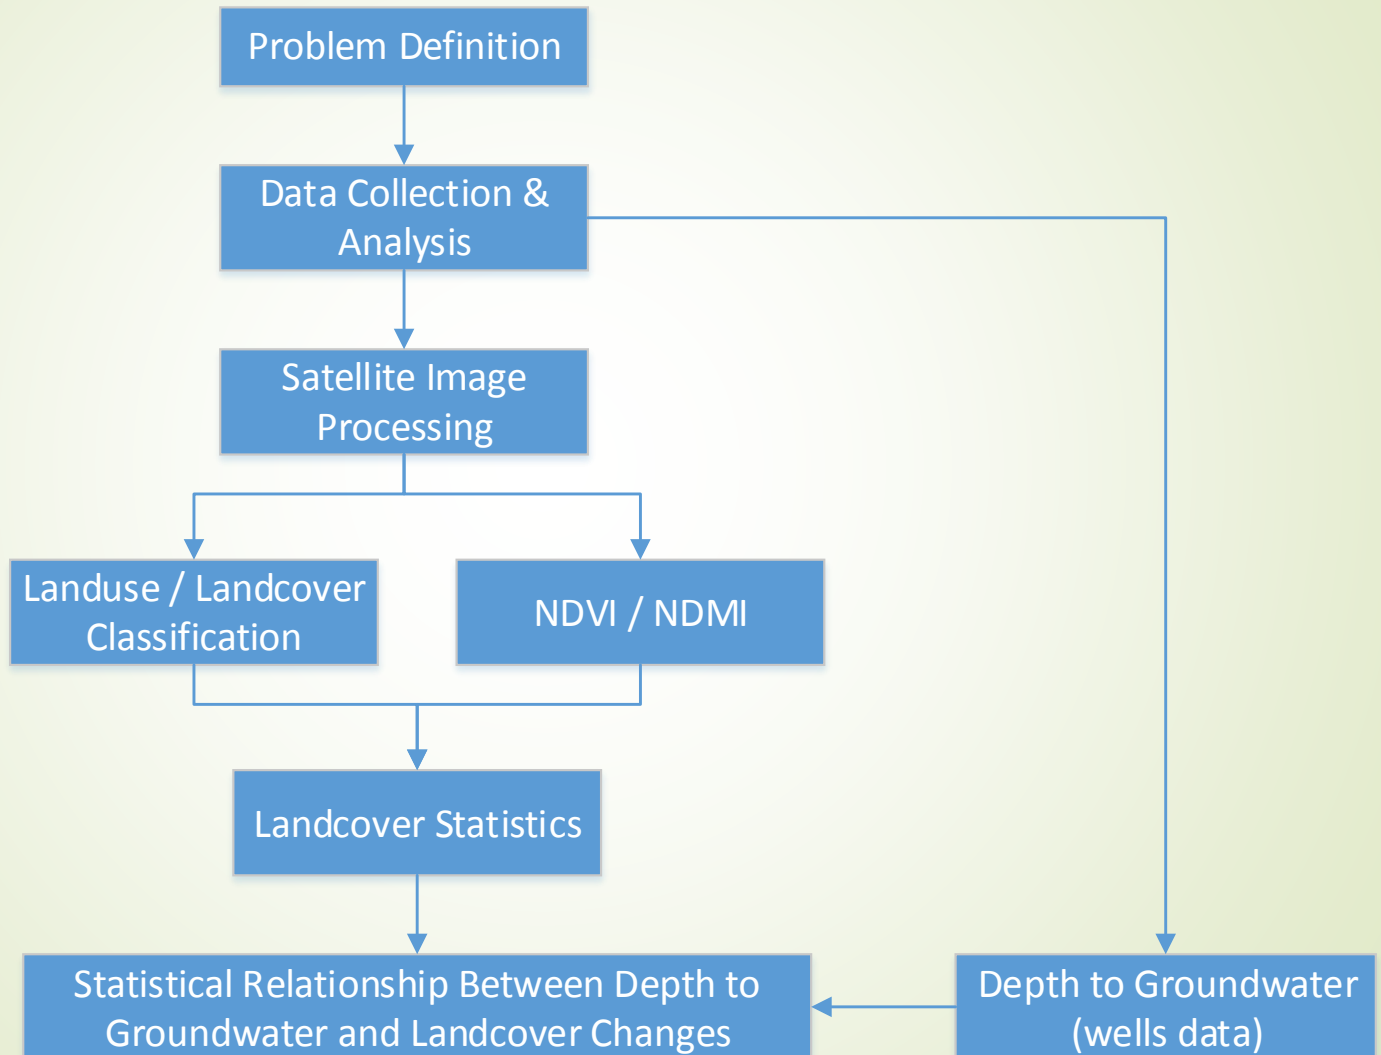 Problem Definition
Data Collection &
Analysis
Satellite Image
Processing
Landuse / Landcover
Classification
NDVI / NDMI
Landcover Statistics
Statistical Relationship Between Depth to
Groundwater and Landcover Changes
Depth to Groundwater
(wells data)